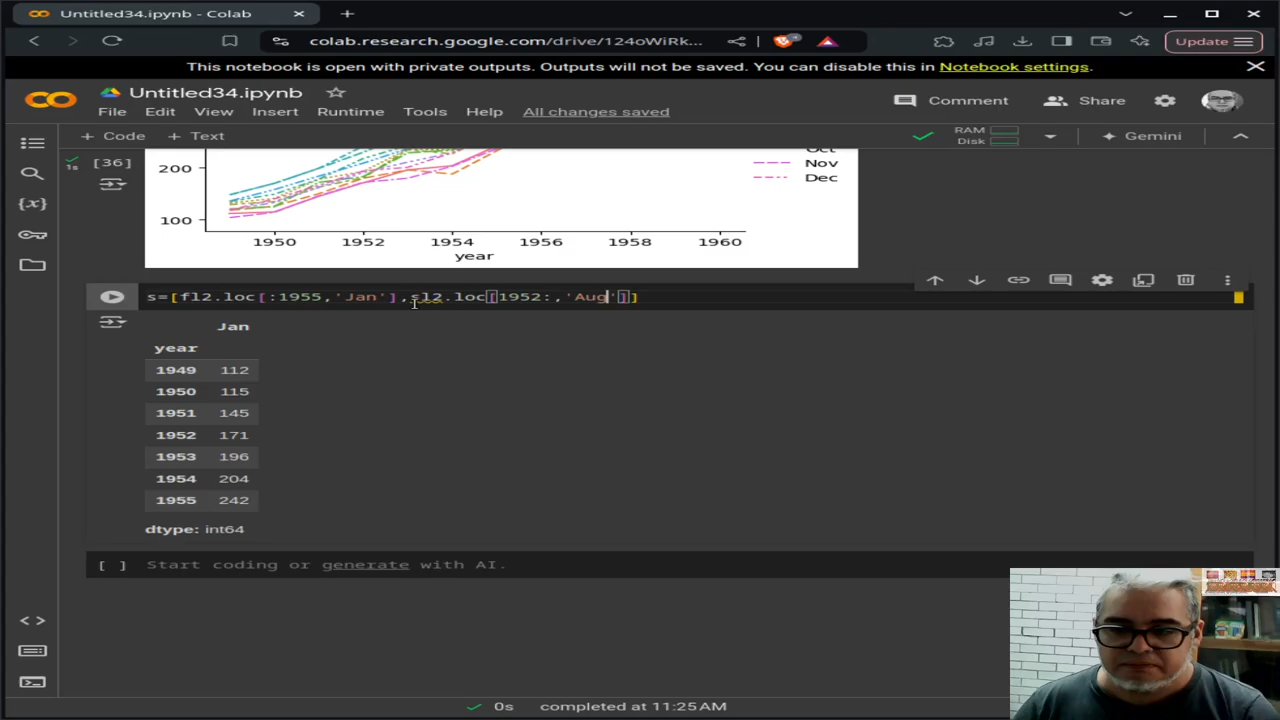 Untitled34.ipynb - Colab
colab.research.google.com/drive/124oWiRk...
Update
This notebook is open with private outputs. Outputs will not be saved. You can disable this in Notebook settings.
Untitled34.ipynb
File Edit View Insert Runtime Tools Help All changes saved
Comment Share
+ Code + Text
RAM
Disk
Gemini
1s
[36]
200
100
1950 1952 1954 1956 1958 1960
year
Oct
Nov
Dec
s=[fl2.loc[:1955,'Jan'],sl2.loc[1952:,'Aug']]
Jan
year
1949 112
1950 115
1951 145
1952 171
1953 196
1954 204
1955 242
dtype: int64
[ ] Start coding or generate with AI.
0s completed at 11:25AM